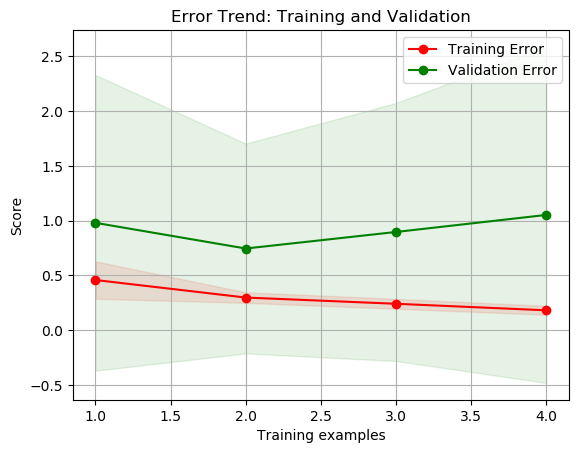 Error Trend: Training and Validation
Training Error
Validation Error
Score
2.5
2.0
1.5
1.0
0.5
0.0
−0.5
1.0 1.5 2.0 2.5 3.0 3.5 4.0
Training examples